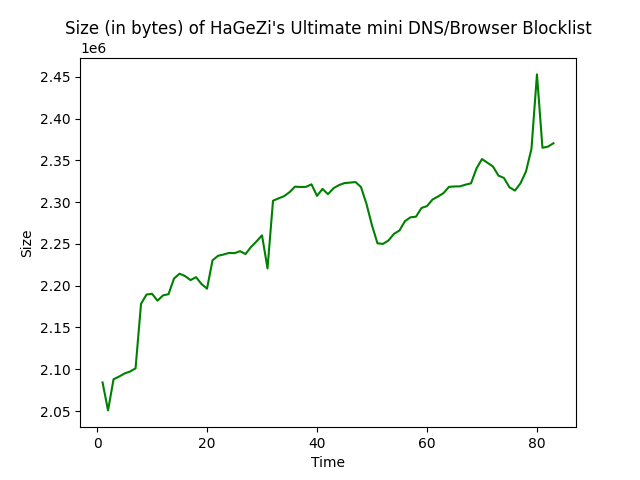 Size (in bytes) of HaGeZi's Ultimate mini DNS/Browser Blocklist
1e6
2.45
2.40
2.35
2.30
2.25
2.20
2.15
2.10
2.05
Size
0 20 40 60 80
Time